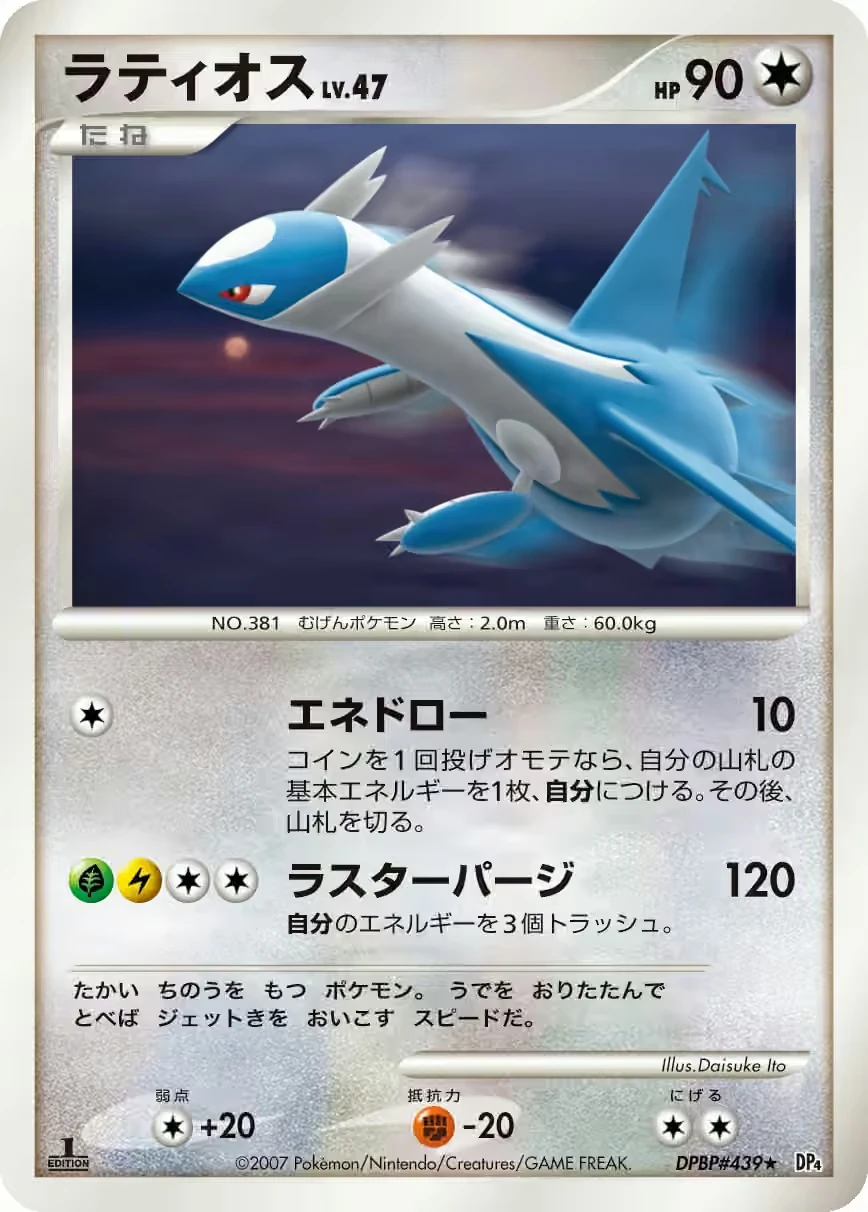 ラティオス LV.47 HP 90
たね
NO.381 むげんポケモン 高さ:2.0m 重さ:60.0kg
エネドロー 10
コインを1回投げオモテなら、自分の山札の
基本エネルギーを1枚、自分につける。その後、
山札を切る。
ラスターパージ 120
自分のエネルギーを3個トラッシュ。
たかい ちのうを もつ ポケモン。 うでを おりたたんで
とべば ジェットきを おいこす スピードだ。
Illus.Daisuke Ito
弱点 抵抗力 にげる
+20 -20
1 EDITION ©2007 Pokémon/Nintendo/Creatures/GAME FREAK. DPBP#439★ DP4